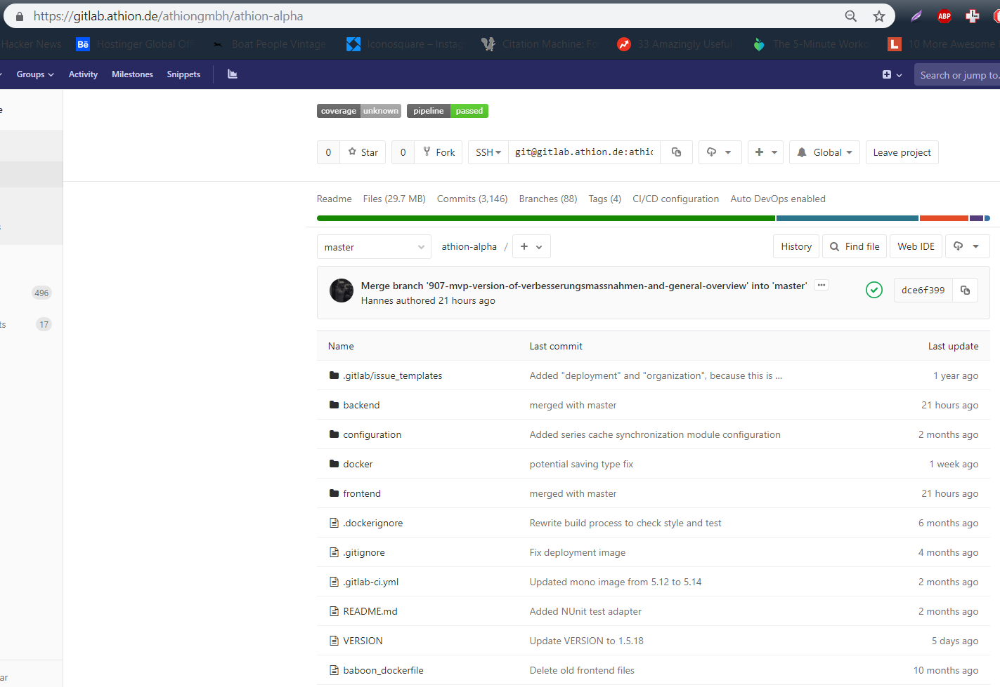 https://gitlab.athion.de/athiongmbh/athion-alpha
ABP
Hacker News Bē Hostinger Global Of Boat People Vintage Iconosquare – Instag Citation Machine: Fo 33 Amazingly Useful The 5-Minute Worko L 10 More Awesome
Groups Activity Milestones Snippets Search or jump to.
e
coverage unknown pipeline passed
0 Star 0 Fork SSH git@gitlab.athion.de:athic Global Leave project
Readme Files (29.7 MB) Commits (3,146) Branches (88) Tags (4) CI/CD configuration Auto DevOps enabled
s
master athion-alpha / + History Find file Web IDE
496
Merge branch '907-mvp-version-of-verbesserungsmassnahmen-and-general-overview' into 'master' ...
Hannes authored 21 hours ago
dce6f399
ts 17
Name Last commit Last update
.gitlab/issue_templates Added "deployment" and "organization", because this is ... 1 year ago
backend merged with master 21 hours ago
configuration Added series cache synchronization module configuration 2 months ago
docker potential saving type fix 1 week ago
frontend merged with master 21 hours ago
.dockerignore Rewrite build process to check style and test 6 months ago
.gitignore Fix deployment image 4 months ago
.gitlab-ci.yml Updated mono image from 5.12 to 5.14 2 months ago
README.md Added NUnit test adapter 2 months ago
VERSION Update VERSION to 1.5.18 5 days ago
baboon_dockerfile Delete old frontend files 10 months ago
ar